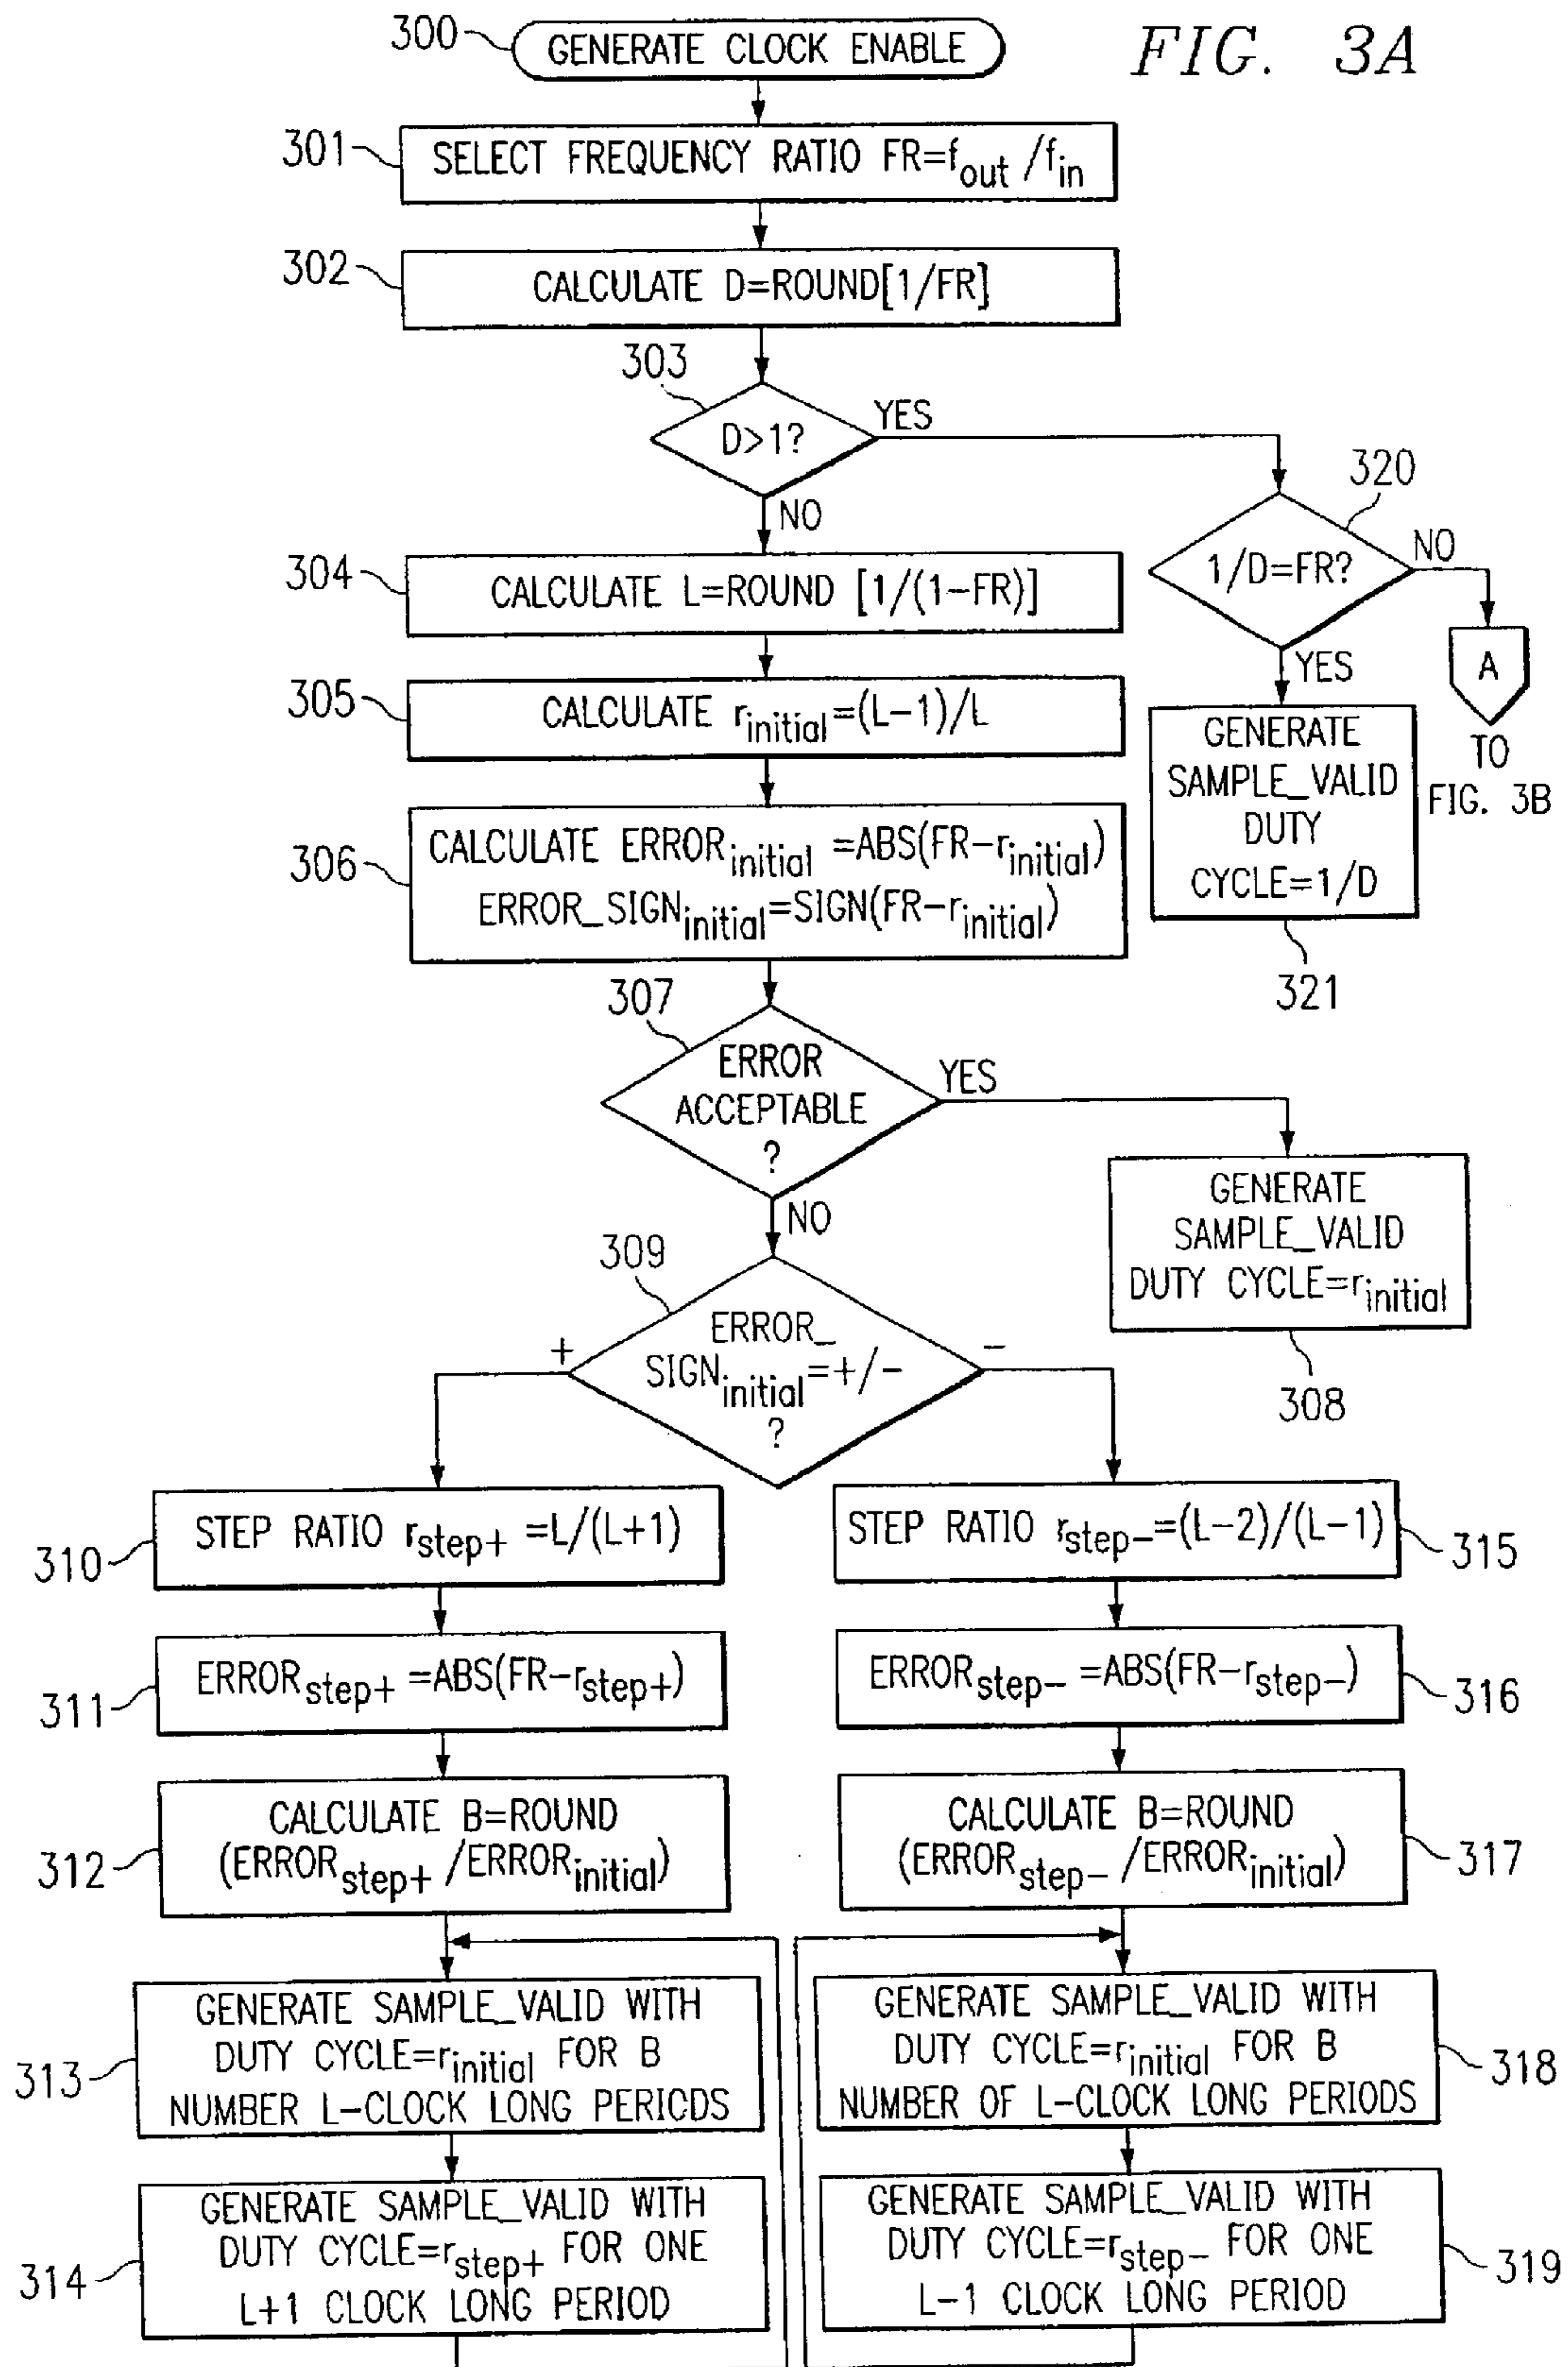 300
GENERATE CLOCK ENABLE
FIG. 3A
301
SELECT FREQUENCY RATIO FR=fout /fin
302
CALCULATE D=ROUND[1/FR]
303
D>1?
YES
NO
320
1/D=FR?
NO
YES
A
TO
FIG. 3B
GENERATE
SAMPLE_VALID
DUTY
CYCLE=1/D
321
304
CALCULATE L=ROUND [1/(1-FR)]
305
CALCULATE rinitial=(L-1)/L
306
CALCULATE ERRORinitial =ABS(FR-rinitial)
ERROR_SIGNinitial=SIGN(FR-rinitial)
307
ERROR
ACCEPTABLE
?
YES
NO
GENERATE
SAMPLE_VALID
DUTY CYCLE=rinitial
308
309
ERROR_
SIGNinitial=+/-
?
+
-
310
STEP RATIO rstep+ =L/(L+1)
311
ERRORstep+ =ABS(FR-rstep+)
312
CALCULATE B=ROUND
(ERRORstep+ /ERRORinitial)
313
GENERATE SAMPLE_VALID WITH
DUTY CYCLE=rinitial FOR B
NUMBER L-CLOCK LONG PERIODS
314
GENERATE SAMPLE_VALID WITH
DUTY CYCLE=rstep+ FOR ONE
L+1 CLOCK LONG PERIOD
STEP RATIO rstep-=(L-2)/(L-1)
315
ERRORstep- =ABS(FR-rstep-)
316
CALCULATE B=ROUND
(ERRORstep- /ERRORinitial)
317
GENERATE SAMPLE_VALID WITH
DUTY CYCLE=rinitial FOR B
NUMBER OF L-CLOCK LONG PERIODS
318
GENERATE SAMPLE_VALID WITH
DUTY CYCLE=rstep- FOR ONE
L-1 CLOCK LONG PERIOD
319